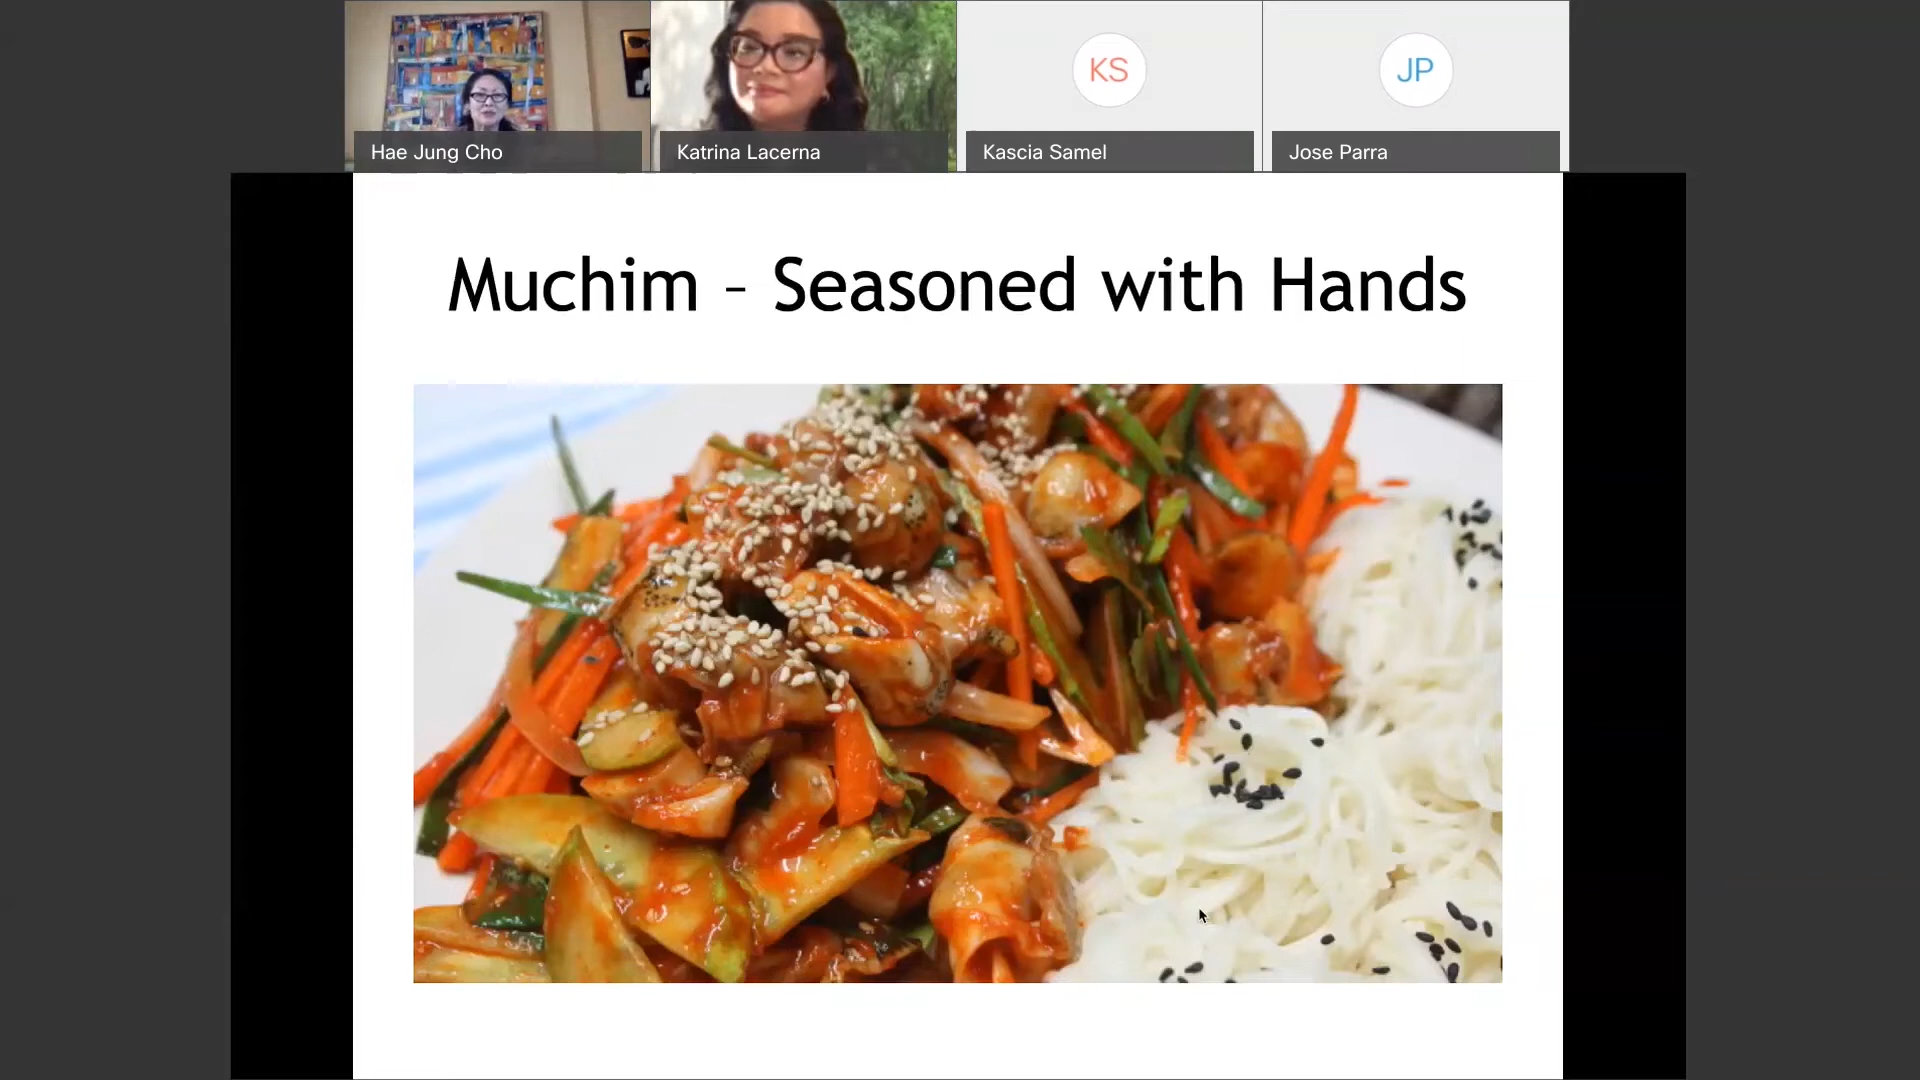 Hae Jung Cho
Katrina Lacerna
KS
Kascia Samel
JP
Jose Parra
Muchim – Seasoned with Hands